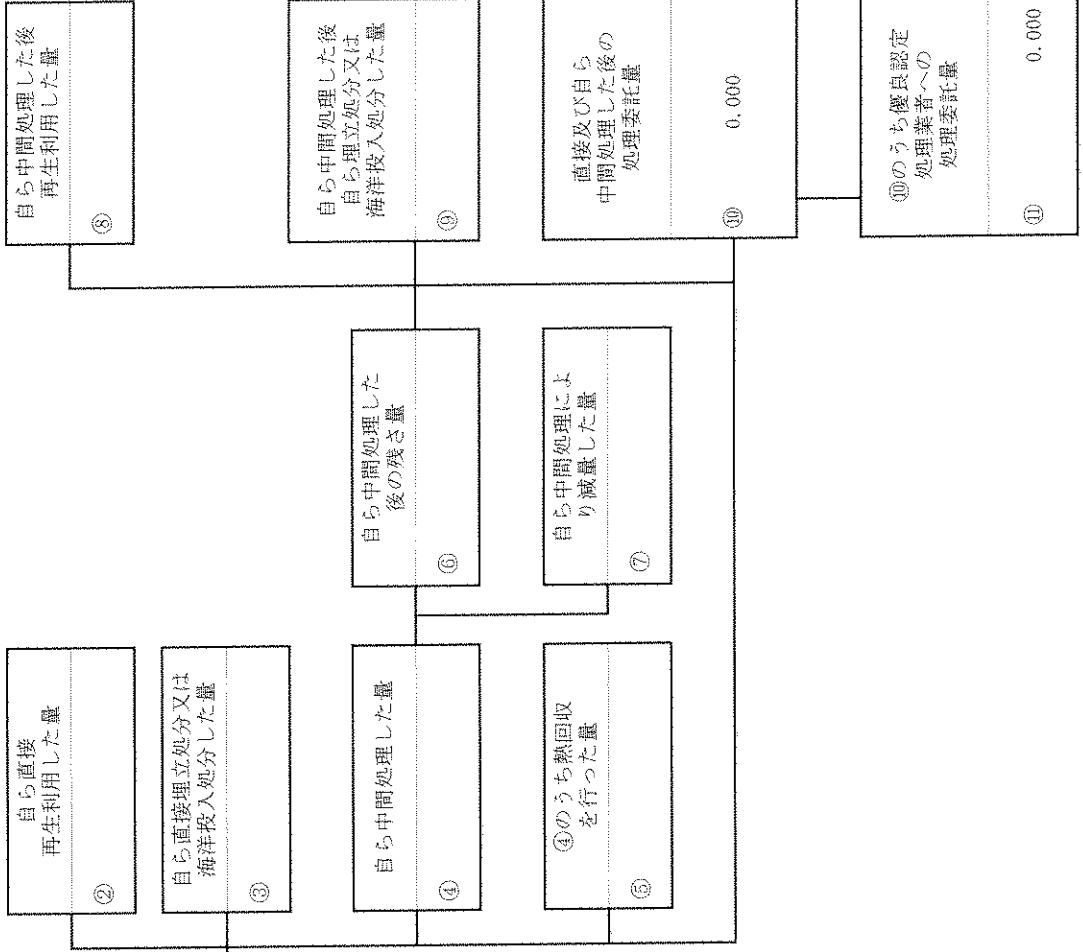 ②
自ら直接
再生利用した量
③
自ら直接埋立処分又は
海洋投入処分した量
④
自ら中間処理した量
⑤
④のうち熱回収
を行った量
⑥
自ら中間処理した
後の残さ量
⑦
自ら中間処理によ
り減量した量
⑧
自ら中間処理した後
再生利用した量
⑨
自ら中間処理した後
自ら埋立処分又は
海洋投入処分した量
⑩
直接及び自ら
中間処理した後の
処理委託量
0.000
⑪
⑩のうち優良認定
処理業者への
処理委託量
0.000